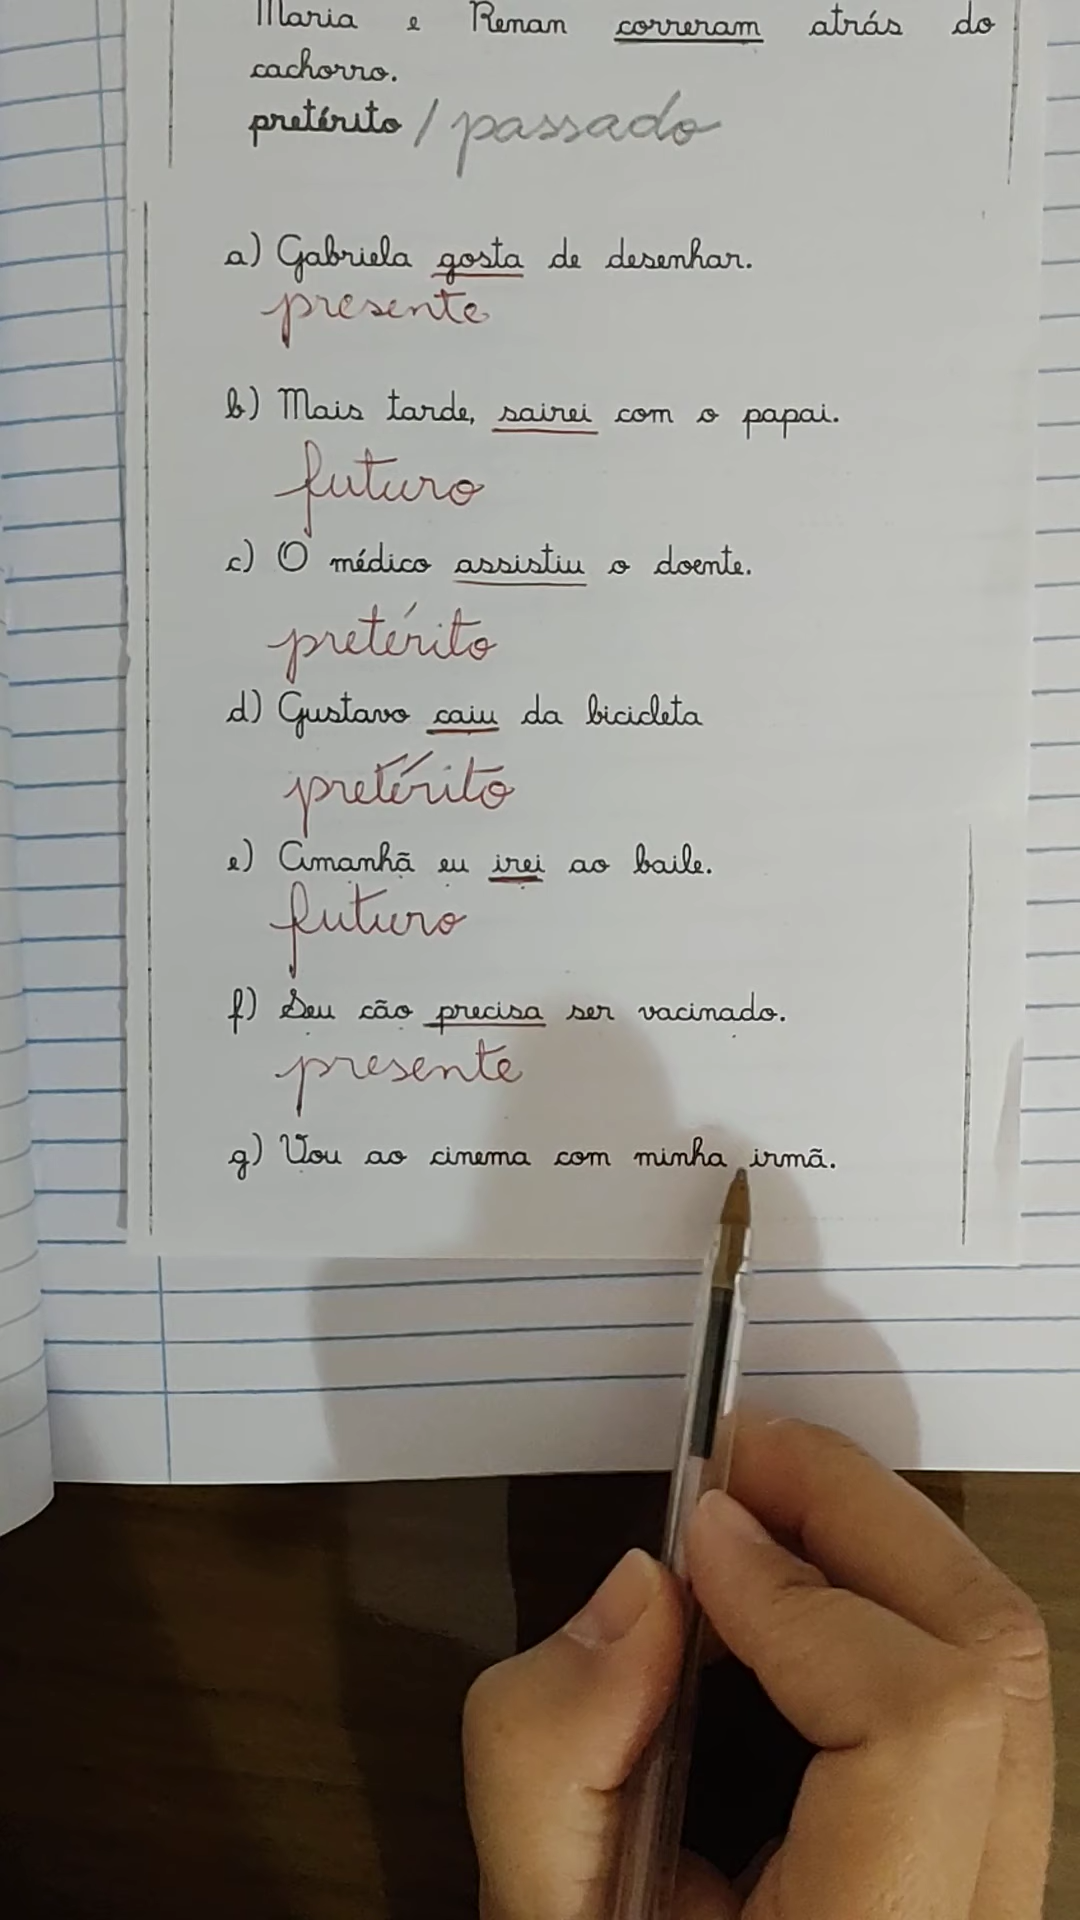 Maria e Renan correram atrás do
cachorro.
pretérito / passado
a) Gabriela gosta de desenhar.
presente
b) Mais tarde, sairei com o papai.
futuro
c) O médico assistiu o doente.
pretérito
d) Gustavo caiu da bicicleta
pretérito
e) Amanhã eu irei ao baile.
futuro
f) Seu cão precisa ser vacinado.
presente
g) Vou ao cinema com minha irmã.